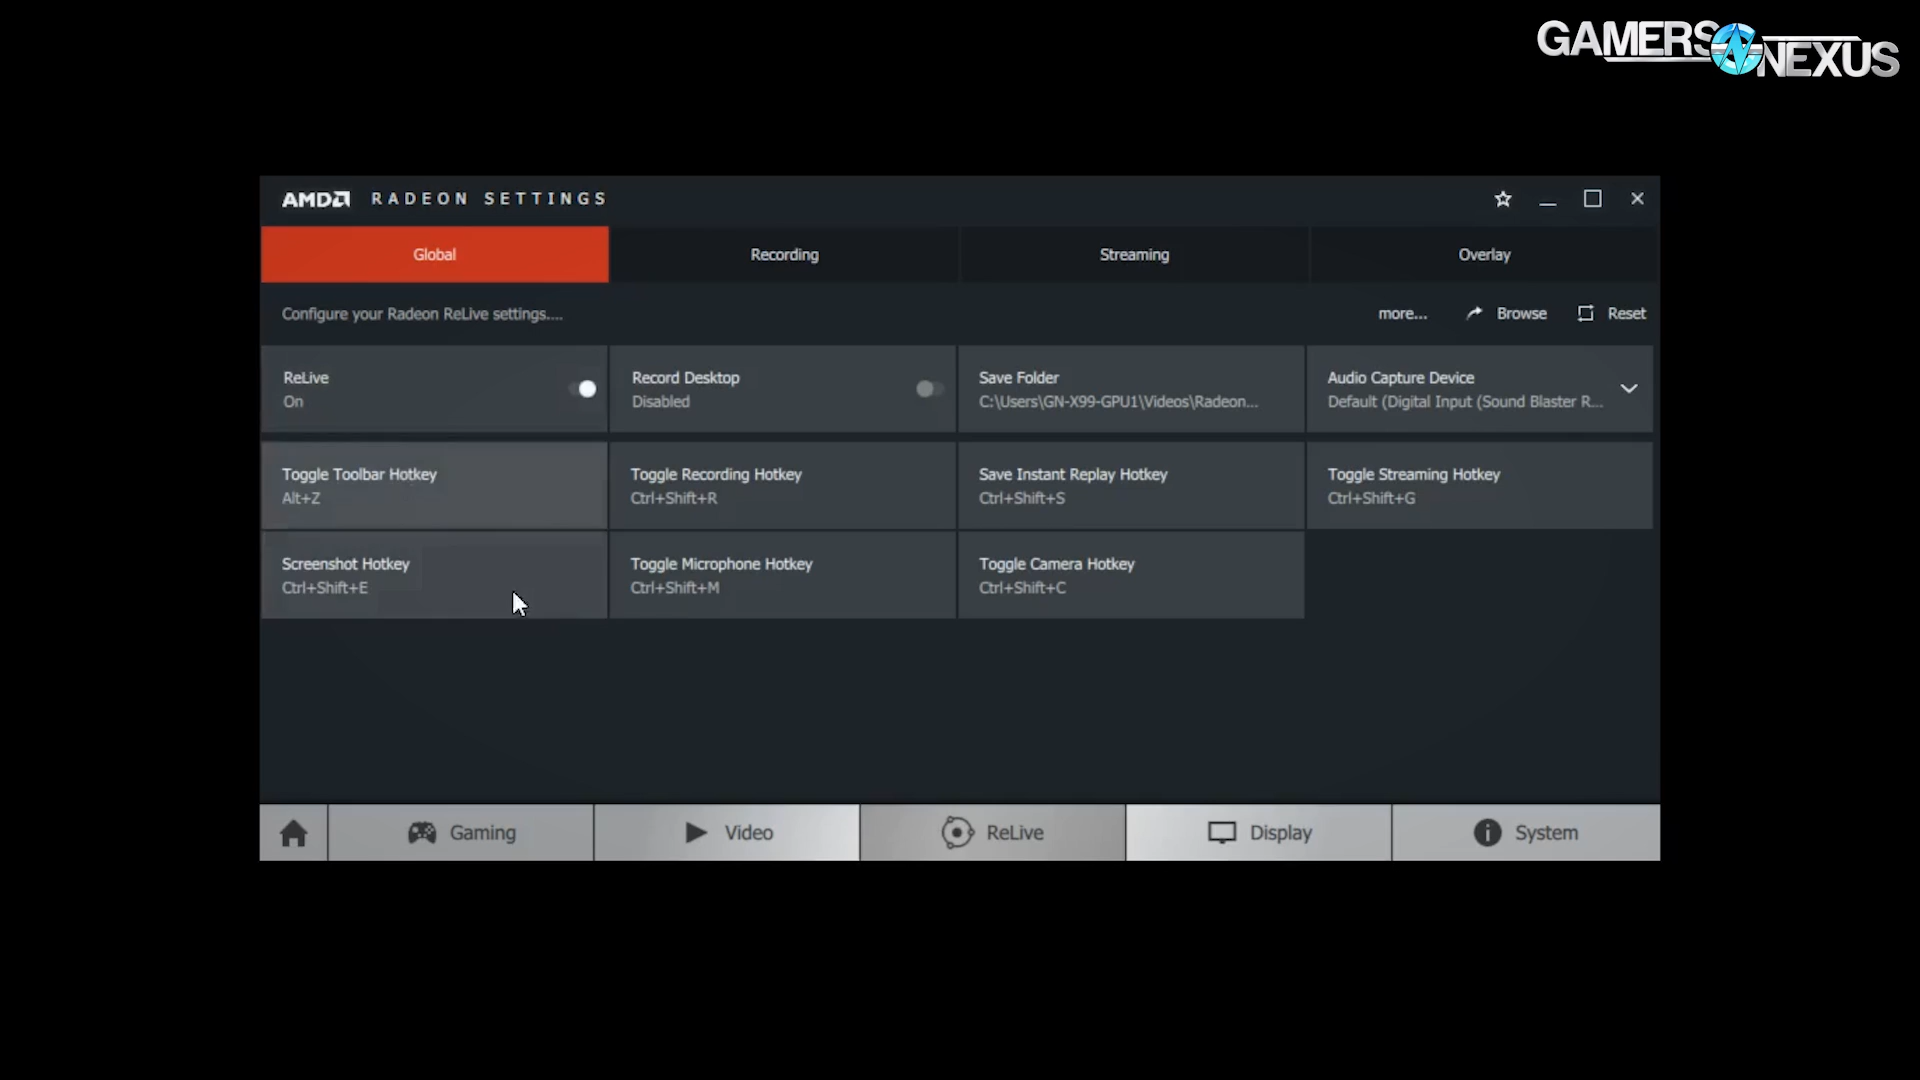 GAMERS NEXUS
AMD RADEON SETTINGS
Global
Recording
Streaming
Overlay
Configure your Radeon ReLive settings....
more...
Browse
Reset
ReLive
On
Record Desktop
Disabled
Save Folder
C:\Users\GN-X99-GPU1\Videos\Radeon...
Audio Capture Device
Default (Digital Input (Sound Blaster R...
Toggle Toolbar Hotkey
Alt+Z
Toggle Recording Hotkey
Ctrl+Shift+R
Save Instant Replay Hotkey
Ctrl+Shift+S
Toggle Streaming Hotkey
Ctrl+Shift+G
Screenshot Hotkey
Ctrl+Shift+E
Toggle Microphone Hotkey
Ctrl+Shift+M
Toggle Camera Hotkey
Ctrl+Shift+C
Gaming
Video
ReLive
Display
System